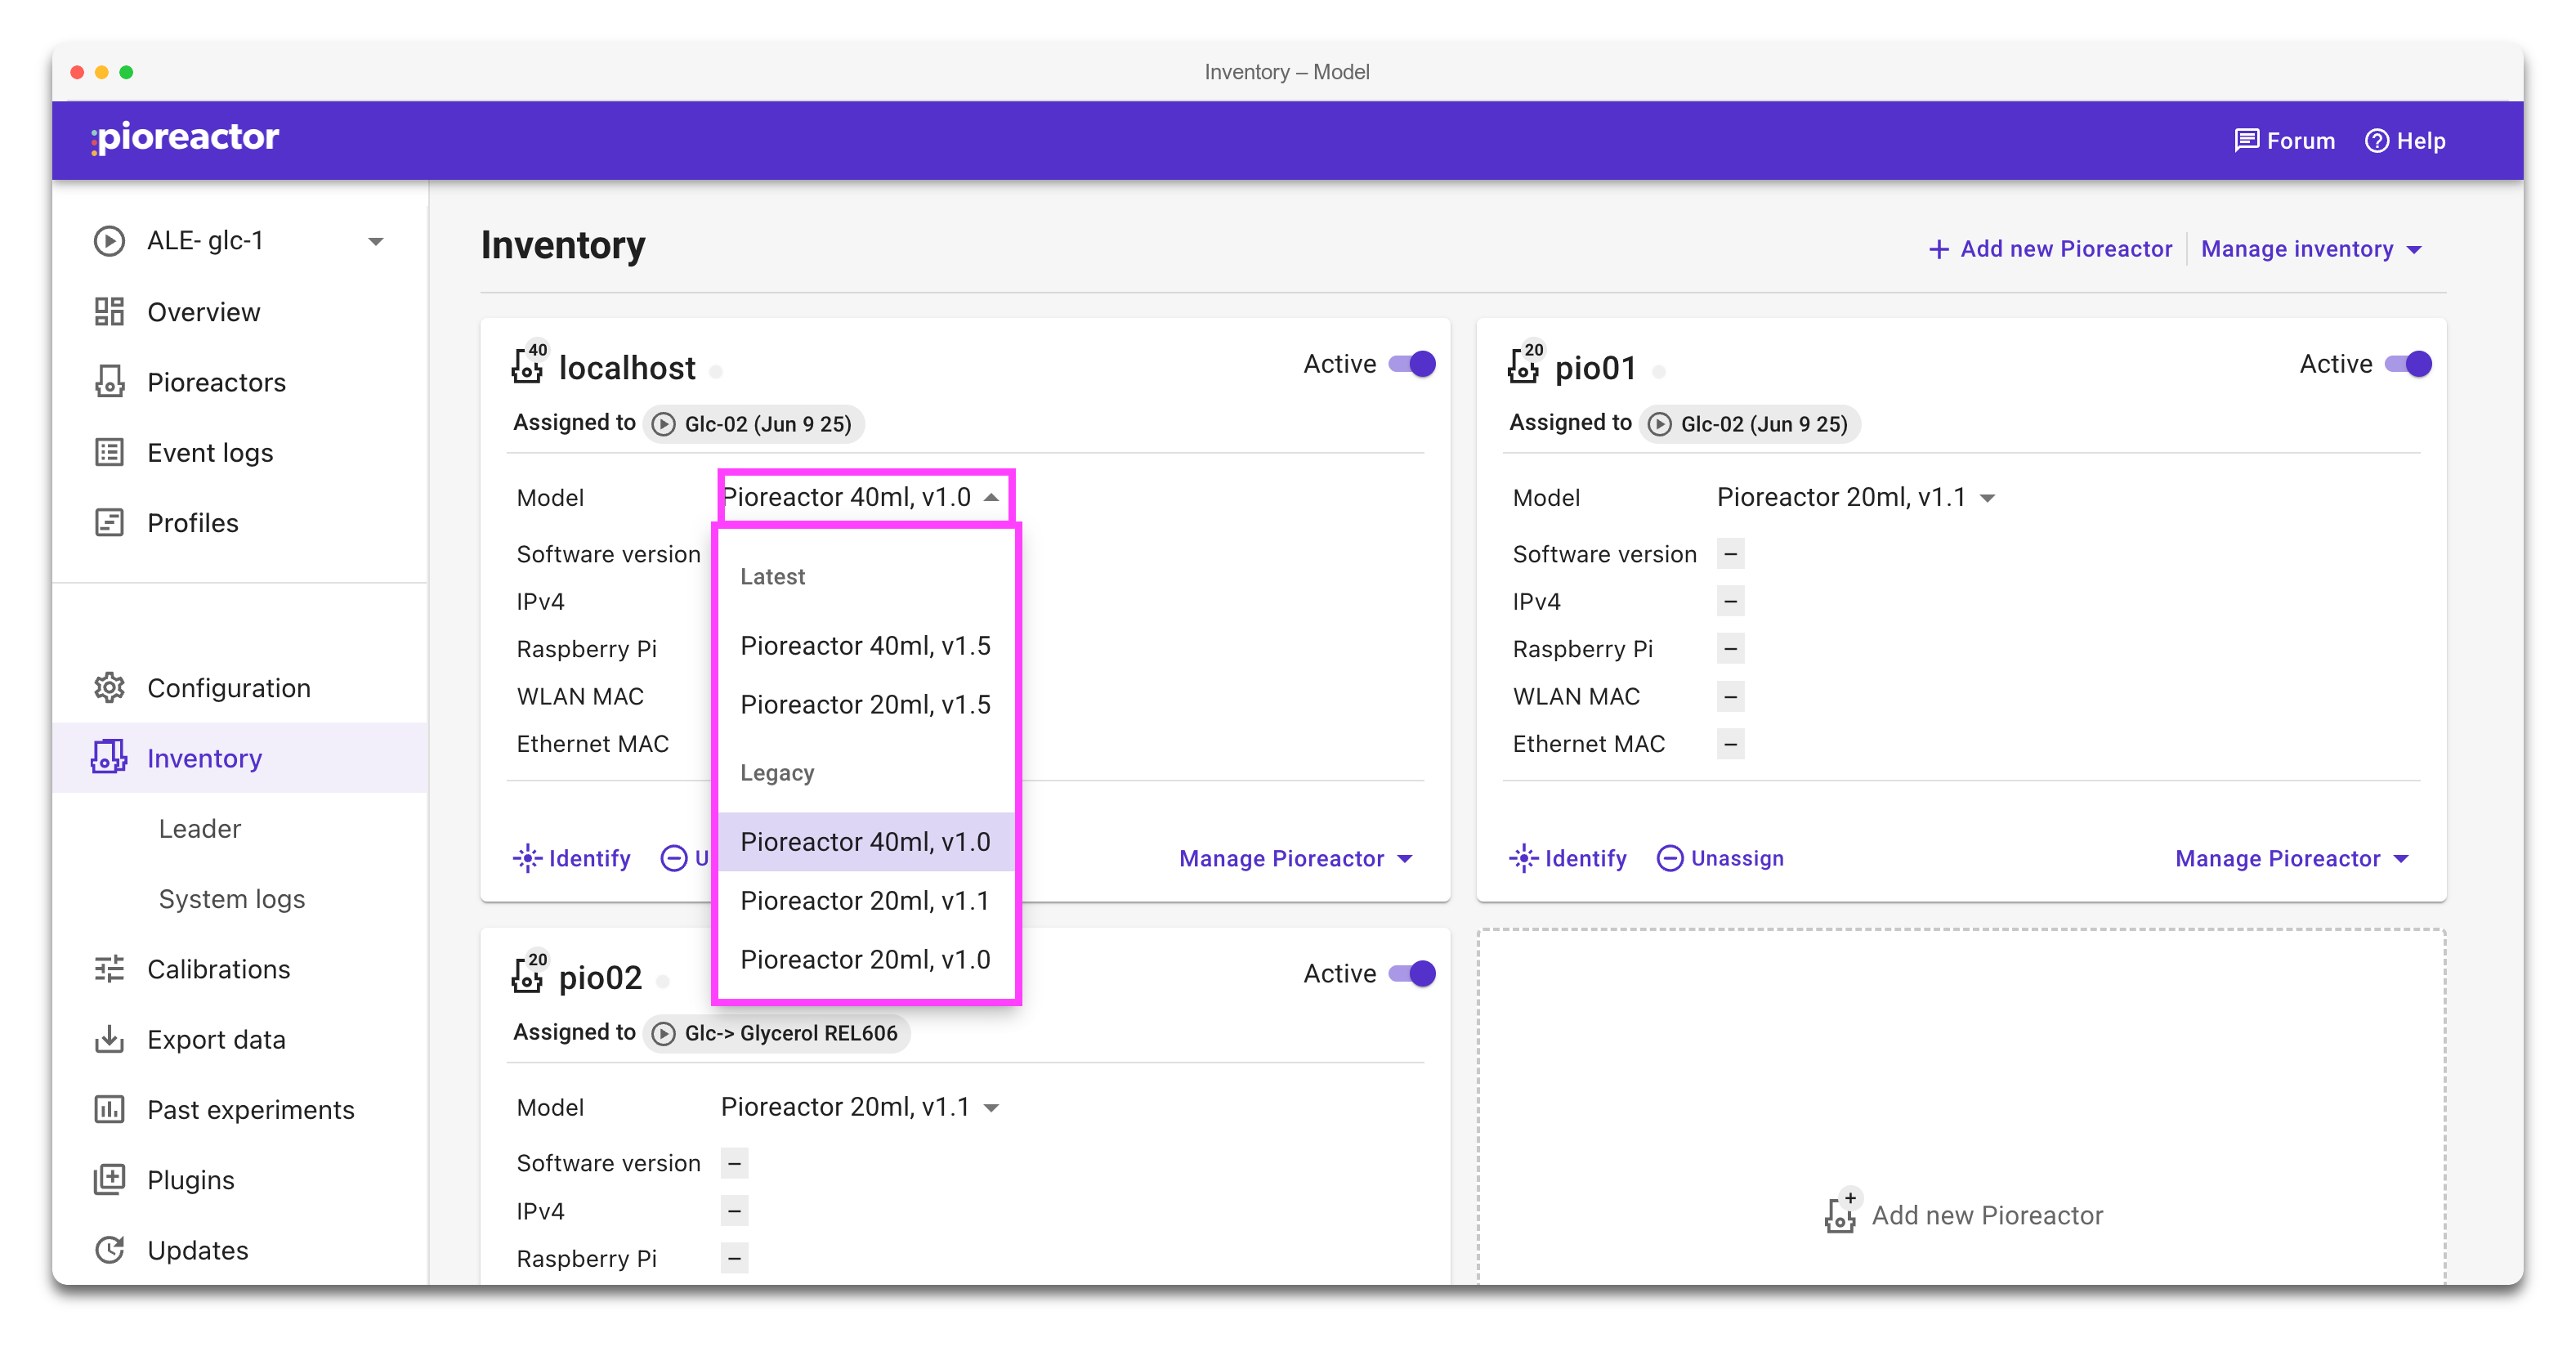 Inventory – Model
pioreactor
Forum
Help
ALE- glc-1
Overview
Pioreactors
Event logs
Profiles
Configuration
Inventory
Leader
System logs
Calibrations
Export data
Past experiments
Plugins
Updates
Inventory
Add new Pioreactor
Manage inventory
40
localhost
Active
Assigned to
Glc-02 (Jun 9 25)
Model
Pioreactor 40ml, v1.0
Software version
IPv4
Raspberry Pi
WLAN MAC
Ethernet MAC
Latest
Pioreactor 40ml, v1.5
Pioreactor 20ml, v1.5
Legacy
Pioreactor 40ml, v1.0
Pioreactor 20ml, v1.1
Pioreactor 20ml, v1.0
Identify
U
Manage Pioreactor
20
pio01
Active
Assigned to
Glc-02 (Jun 9 25)
Model
Pioreactor 20ml, v1.1
Software version –
IPv4 –
Raspberry Pi –
WLAN MAC –
Ethernet MAC –
Identify
Unassign
Manage Pioreactor
20
pio02
Active
Assigned to
Glc-> Glycerol REL606
Model
Pioreactor 20ml, v1.1
Software version –
IPv4 –
Raspberry Pi –
+
Add new Pioreactor